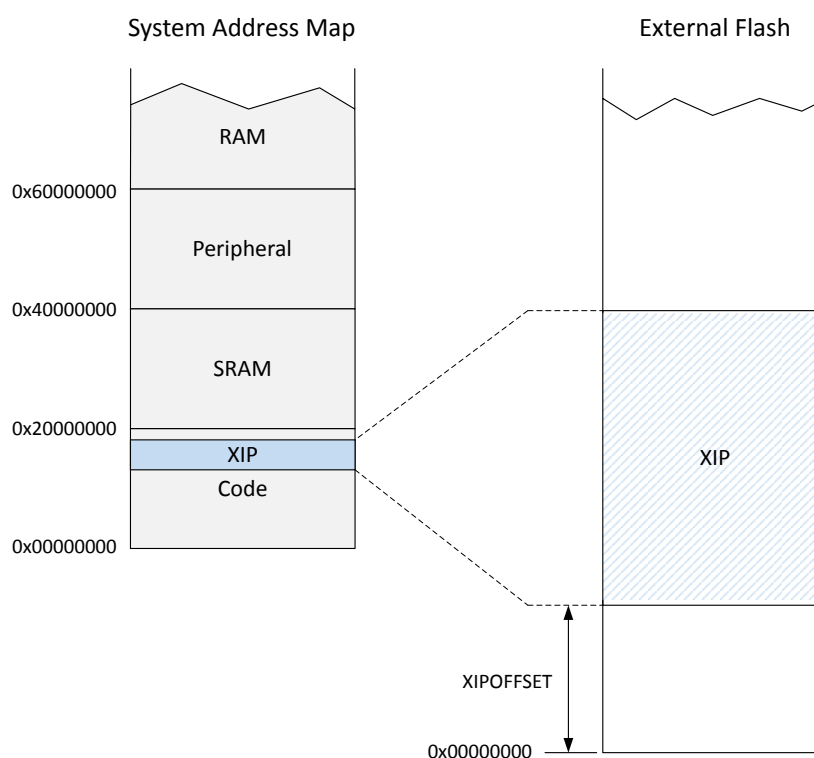 System Address Map
External Flash
RAM
0x60000000
Peripheral
0x40000000
SRAM
0x20000000
XIP
XIP
Code
0x00000000
XIPOFFSET
0x00000000